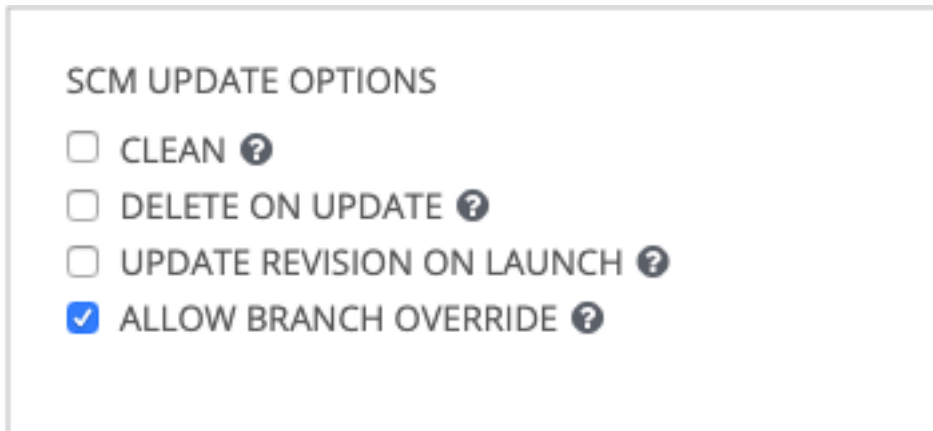 SCM UPDATE OPTIONS
CLEAN ?
DELETE ON UPDATE ?
UPDATE REVISION ON LAUNCH ?
ALLOW BRANCH OVERRIDE ?